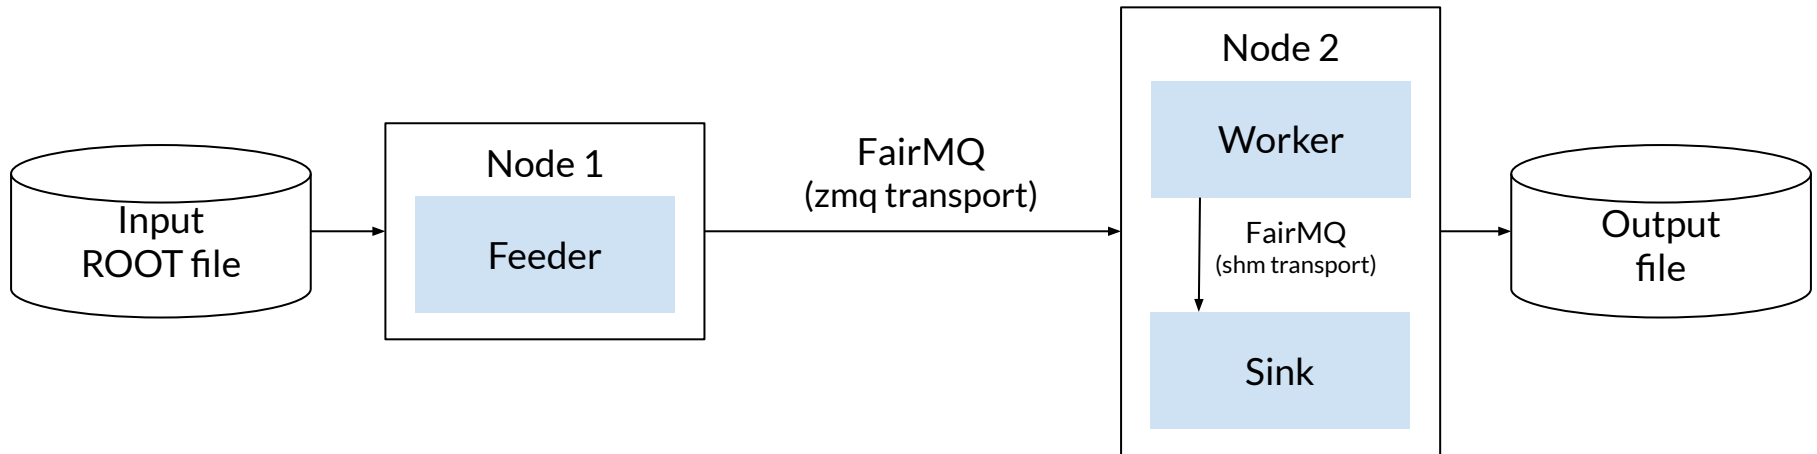 Input
ROOT file
Node 1
Feeder
FairMQ
(zmq transport)
Node 2
Worker
FairMQ
(shm transport)
Sink
Output
file